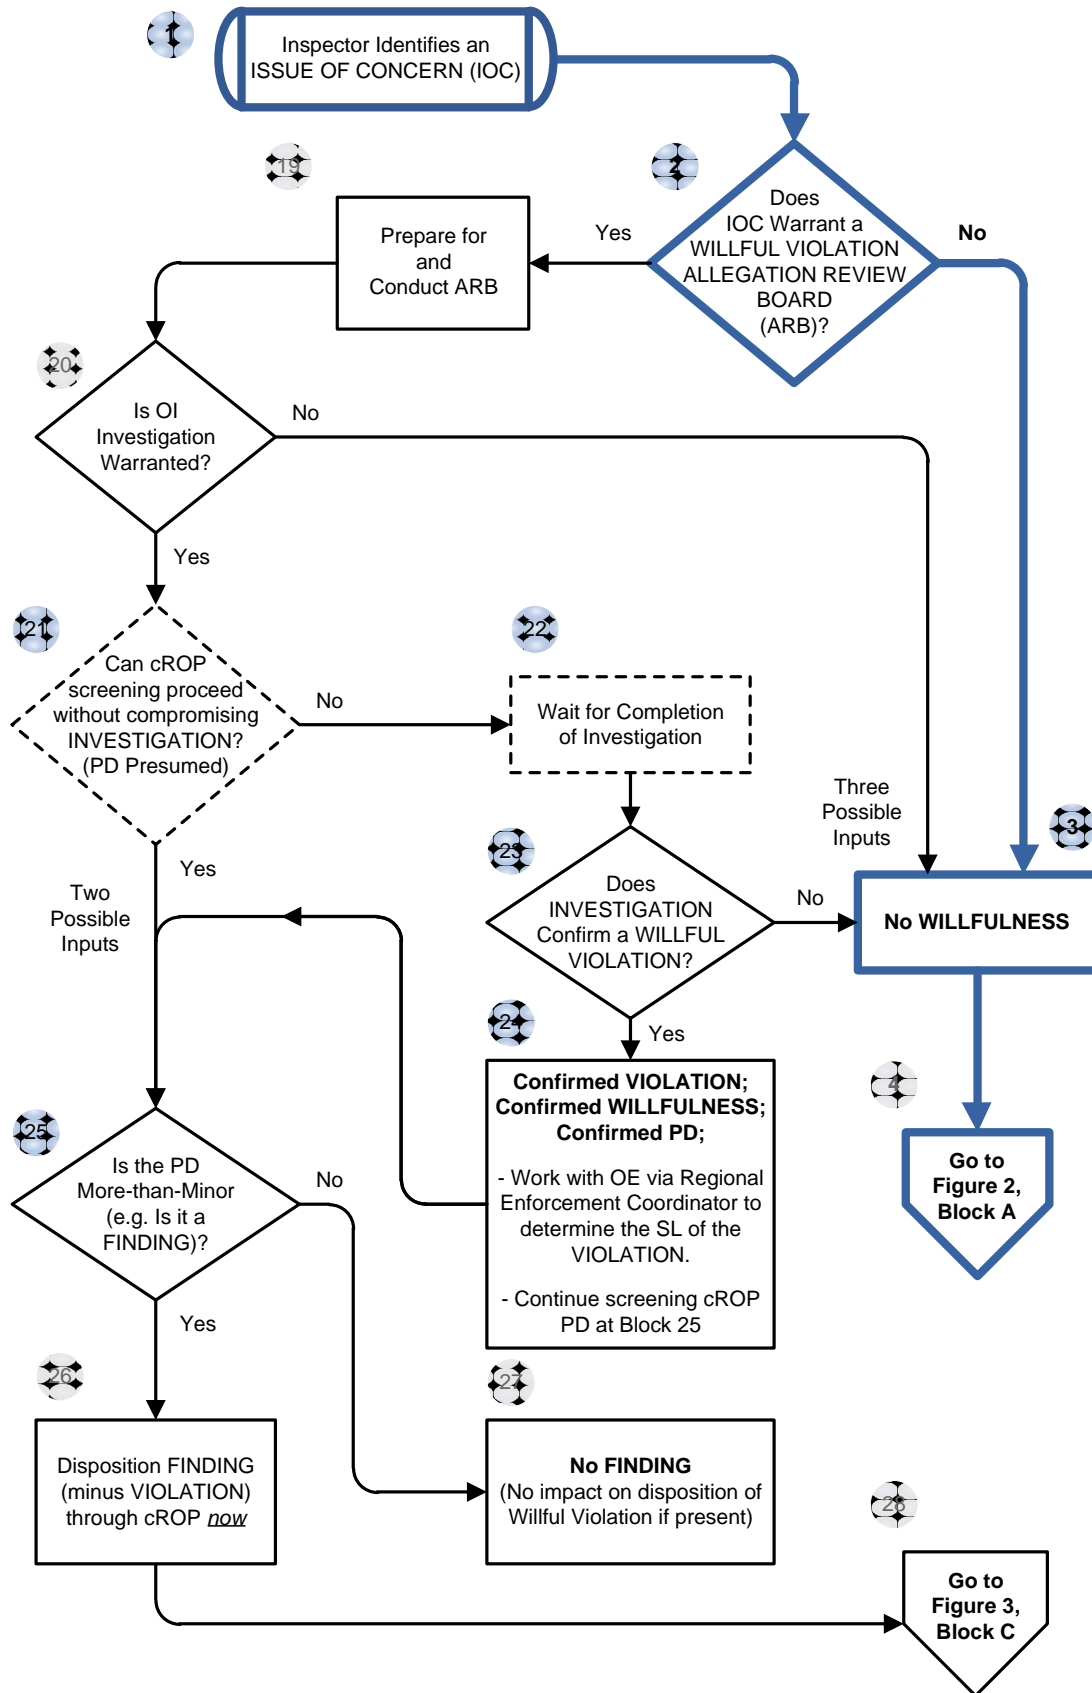 1
Inspector Identifies an
ISSUE OF CONCERN (IOC)
19
2
Prepare for
and
Conduct ARB
Yes
Does
IOC Warrant a
WILLFUL VIOLATION
ALLEGATION REVIEW
BOARD
(ARB)?
No
20
Is OI
Investigation
Warranted?
No
Yes
21
Can cROP
screening proceed
without compromising
INVESTIGATION?
(PD Presumed)
No
22
Wait for Completion
of Investigation
Three
Possible
Inputs
3
Yes
Two
Possible
Inputs
23
Does
INVESTIGATION
Confirm a WILLFUL
VIOLATION?
No
No WILLFULNESS
24
Yes
4
Confirmed VIOLATION;
Confirmed WILLFULNESS;
Confirmed PD;
- Work with OE via Regional
Enforcement Coordinator to
determine the SL of the
VIOLATION.
- Continue screening cROP
PD at Block 25
Go to
Figure 2,
Block A
25
Is the PD
More-than-Minor
(e.g. Is it a
FINDING)?
No
Yes
26
27
Disposition FINDING
(minus VIOLATION)
through cROP now
No FINDING
(No impact on disposition of
Willful Violation if present)
28
Go to
Figure 3,
Block C